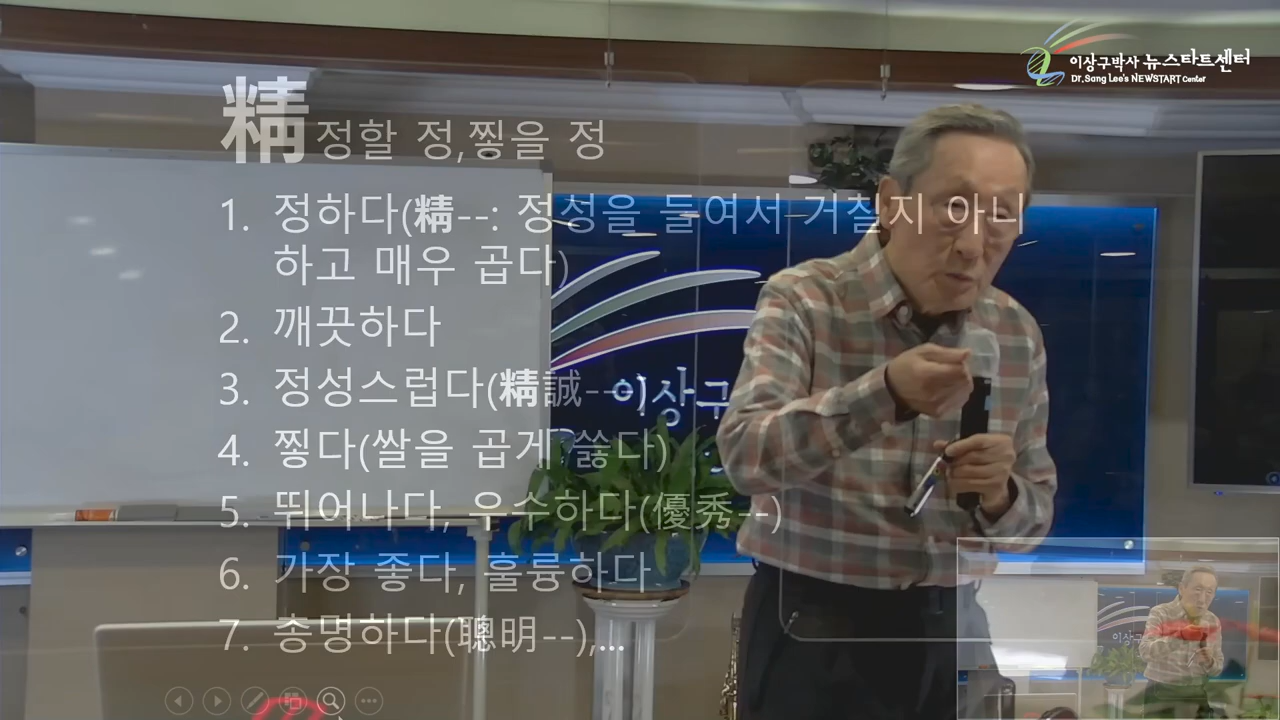 이상구박사 뉴스타트센터
Dr. Sang Lee's NEWSTART Center
精 정할 정,찧을 정
1. 정하다(精--: 정성을 들여서 거칠지 아니
하고 매우 곱다)
2. 깨끗하다
3. 정성스럽다(精誠--)
4. 찧다(쌀을 곱게 쓿다)
5. 뛰어나다, 우수하다(優秀--)
6. 가장 좋다, 훌륭하다
7. 총명하다(聰明--),...
이상구